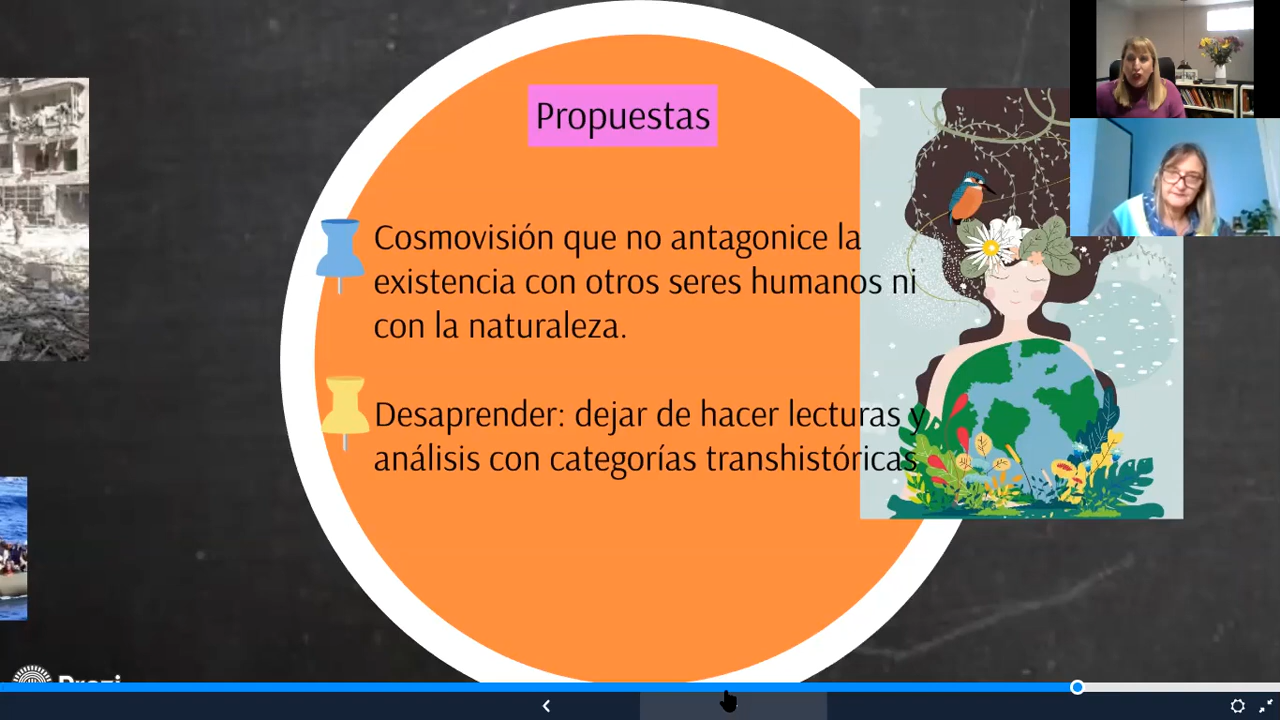 Propuestas
Cosmovisión que no antagonice la
existencia con otros seres humanos ni
con la naturaleza.
Desaprender: dejar de hacer lecturas y
análisis con categorías transhistóricas
Prezi